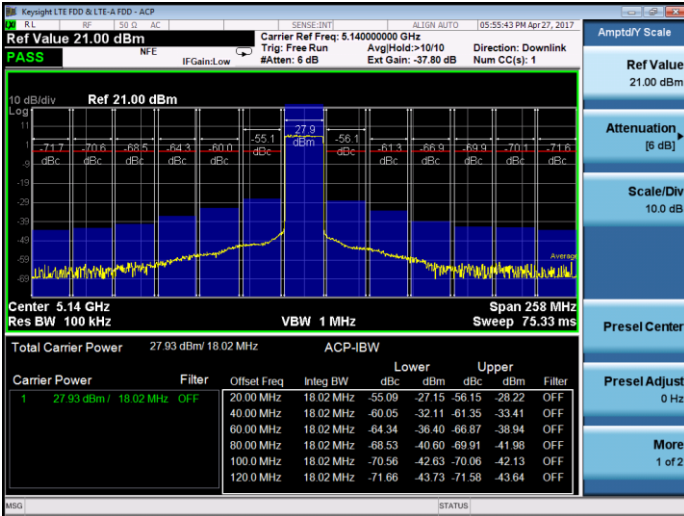 Keysight LTE FDD & LTE-A FDD - ACP
RL RF 50 Ω AC SENSE:INT ALIGN AUTO 05:55:43 PM Apr 27, 2017
Ref Value 21.00 dBm
Carrier Ref Freq: 5.140000000 GHz
NFE Trig: Free Run Avg|Hold:>10/10 Direction: Downlink
PASS IFGain:Low #Atten: 6 dB Ext Gain: -37.80 dB Num CC(s): 1
10 dB/div Ref 21.00 dBm
Log
11
1
-9
-19
-29
-39
-49
-59
-69
-71.7 -70.6 -68.5 -64.3 -60.0 -55.1 27.9 -56.1 -61.3 -66.9 -69.9 -70.1 -71.6
dBc dBc dBc dBc dBc dBc dBm dBc dBc dBc dBc dBc dBc
Average
Center 5.14 GHz Span 258 MHz
Res BW 100 kHz VBW 1 MHz Sweep 75.33 ms
Total Carrier Power 27.93 dBm/ 18.02 MHz ACP-IBW
Lower Upper
Carrier Power Filter Offset Freq Integ BW dBc dBm dBc dBm Filter
1 27.93 dBm / 18.02 MHz OFF
20.00 MHz 18.02 MHz -55.09 -27.15 -56.15 -28.22 OFF
40.00 MHz 18.02 MHz -60.05 -32.11 -61.35 -33.41 OFF
60.00 MHz 18.02 MHz -64.34 -36.40 -66.87 -38.94 OFF
80.00 MHz 18.02 MHz -68.53 -40.60 -69.91 -41.98 OFF
100.0 MHz 18.02 MHz -70.56 -42.63 -70.06 -42.13 OFF
120.0 MHz 18.02 MHz -71.66 -43.73 -71.58 -43.64 OFF
MSG STATUS
Amptd/Y Scale
Ref Value
21.00 dBm
Attenuation
[6 dB]
Scale/Div
10.0 dB
Presel Center
Presel Adjust
0 Hz
More
1 of 2